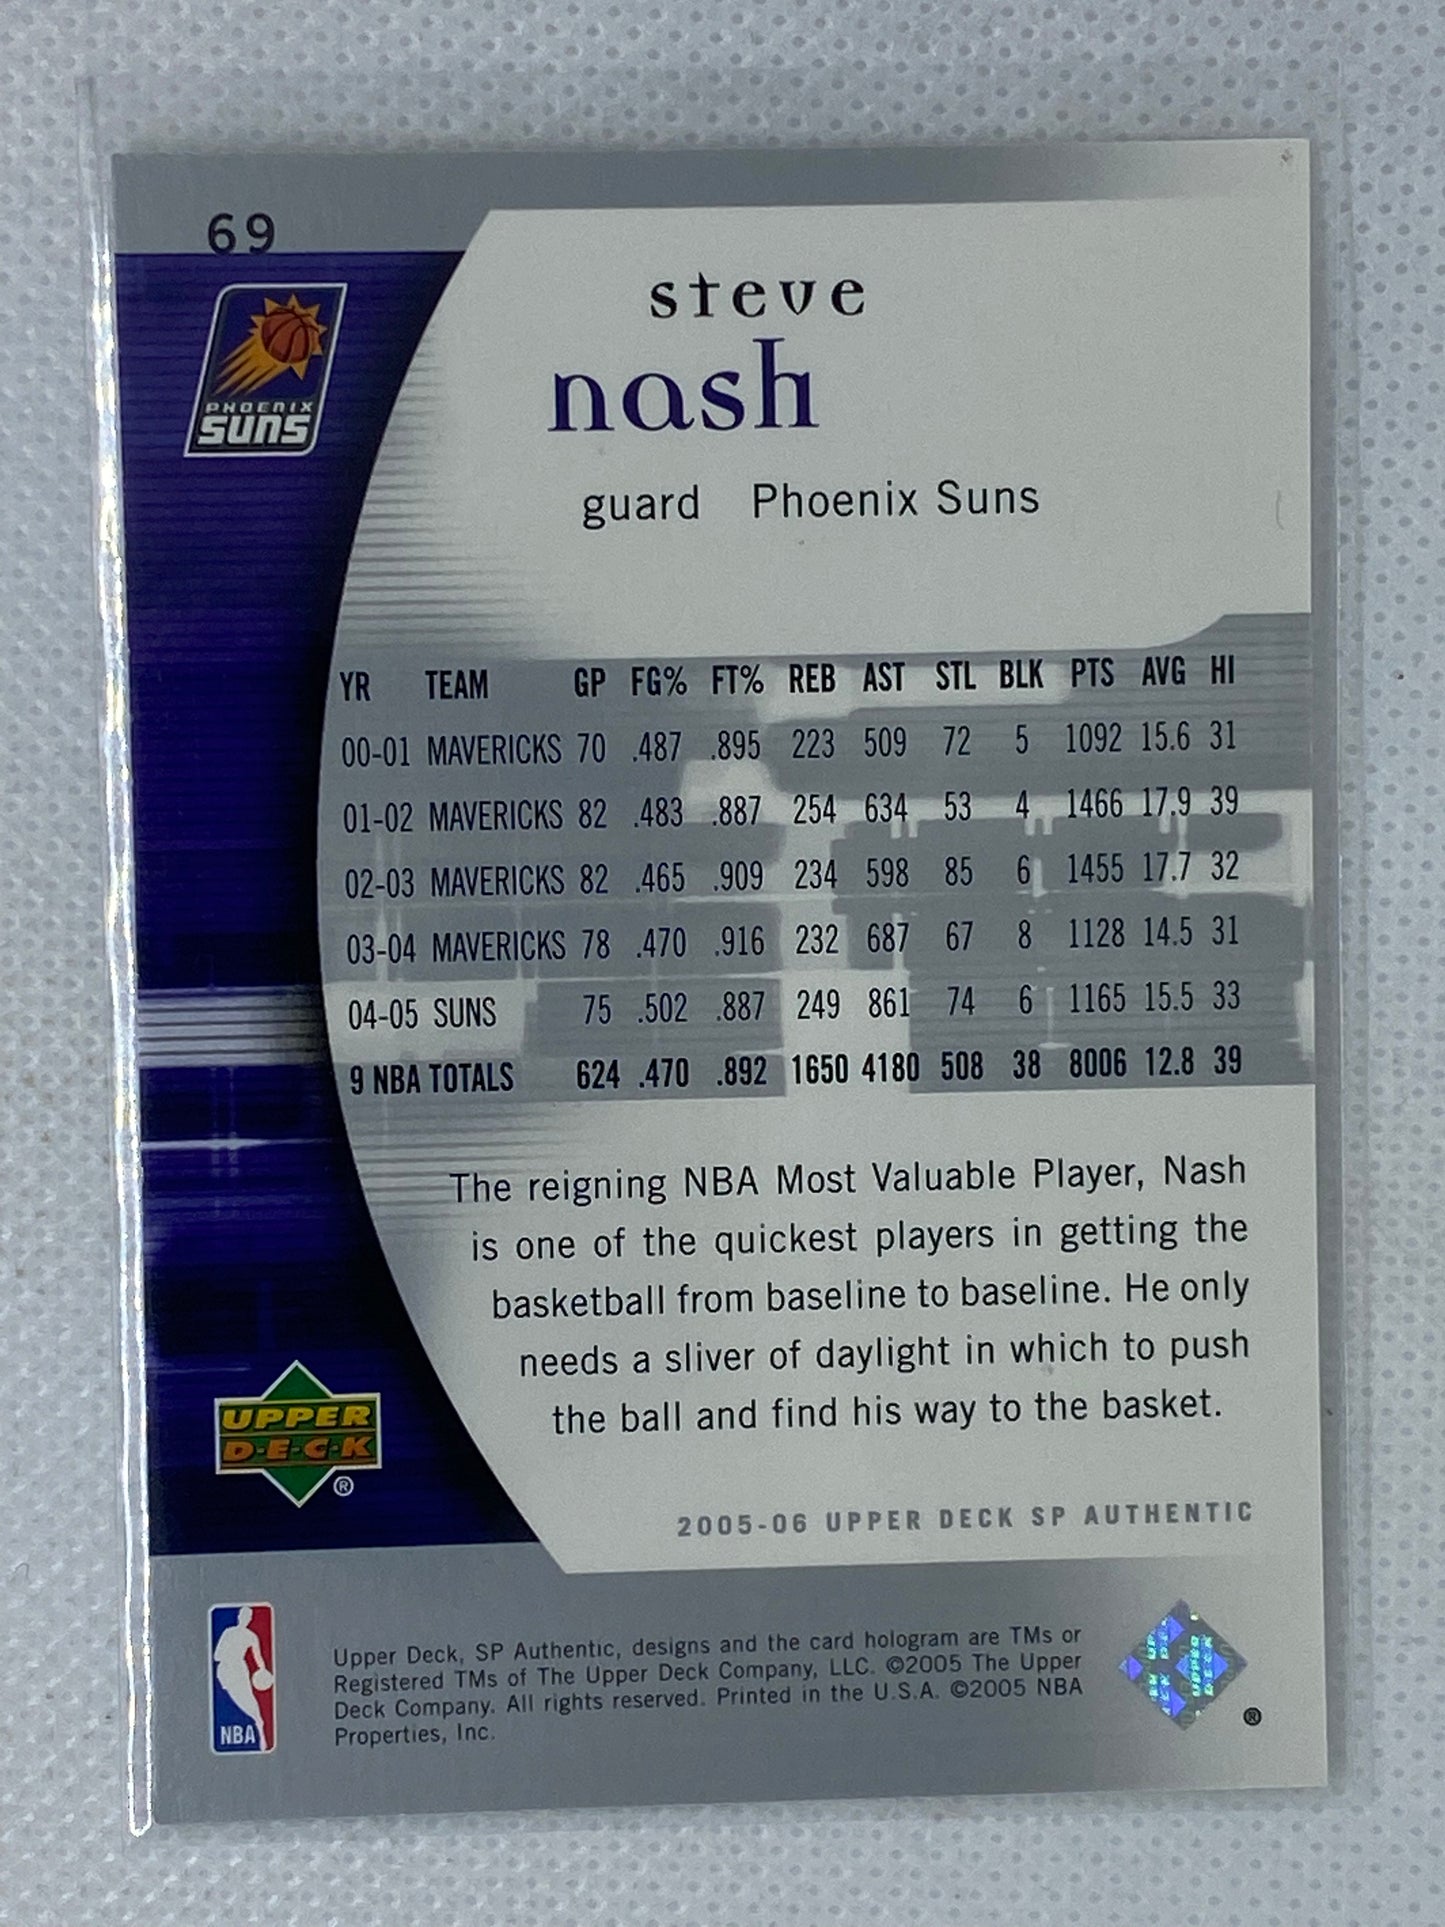 69
PHOENIX
SUNS
steve
nash
guard Phoenix Suns
YR TEAM GP FG% FT% REB AST STL BLK PTS AVG HI
00-01 MAVERICKS 70 .487 .895 223 509 72 5 1092 15.6 31
01-02 MAVERICKS 82 .483 .887 254 634 53 4 1466 17.9 39
02-03 MAVERICKS 82 .465 .909 234 598 85 6 1455 17.7 32
03-04 MAVERICKS 78 .470 .916 232 687 67 8 1128 14.5 31
04-05 SUNS 75 .502 .887 249 861 74 6 1165 15.5 33
9 NBA TOTALS 624 .470 .892 1650 4180 508 38 8006 12.8 39
The reigning NBA Most Valuable Player, Nash
is one of the quickest players in getting the
basketball from baseline to baseline. He only
needs a sliver of daylight in which to push
the ball and find his way to the basket.
UPPER
D·E·C·K
®
2005-06 UPPER DECK SP AUTHENTIC
NBA
Upper Deck, SP Authentic, designs and the card hologram are TMs or
Registered TMs of The Upper Deck Company, LLC. ©2005 The Upper
Deck Company. All rights reserved. Printed in the U.S.A. ©2005 NBA
Properties, Inc.
UPPER
DECK
®